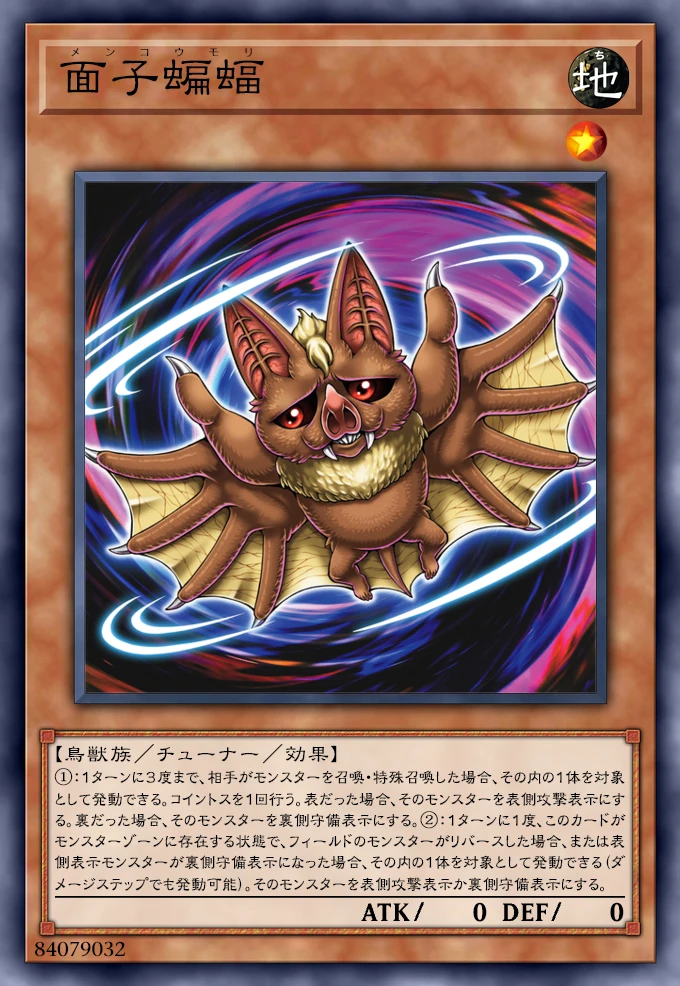 メンコウモリ
面子蝙蝠
ち
地
【鳥獣族／チューナー／効果】
①：1ターンに3度まで、相手がモンスターを召喚・特殊召喚した場合、その内の1体を対象
として発動できる。コイントスを1回行う。表だった場合、そのモンスターを表側攻撃表示にす
る。裏だった場合、そのモンスターを裏側守備表示にする。②：1ターンに1度、このカードが
モンスターゾーンに存在する状態で、フィールドのモンスターがリバースした場合、または表
側表示モンスターが裏側守備表示になった場合、その内の1体を対象として発動できる（ダ
メージステップでも発動可能）。そのモンスターを表側攻撃表示か裏側守備表示にする。
ATK/ 0 DEF/ 0
84079032